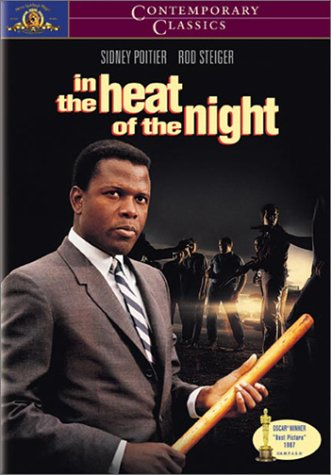 CONTEMPORARY
CLASSICS
SIDNEY POITIER ROD STEIGER
in
the heat
of the night
OSCAR® WINNER
"Best Picture"
1967